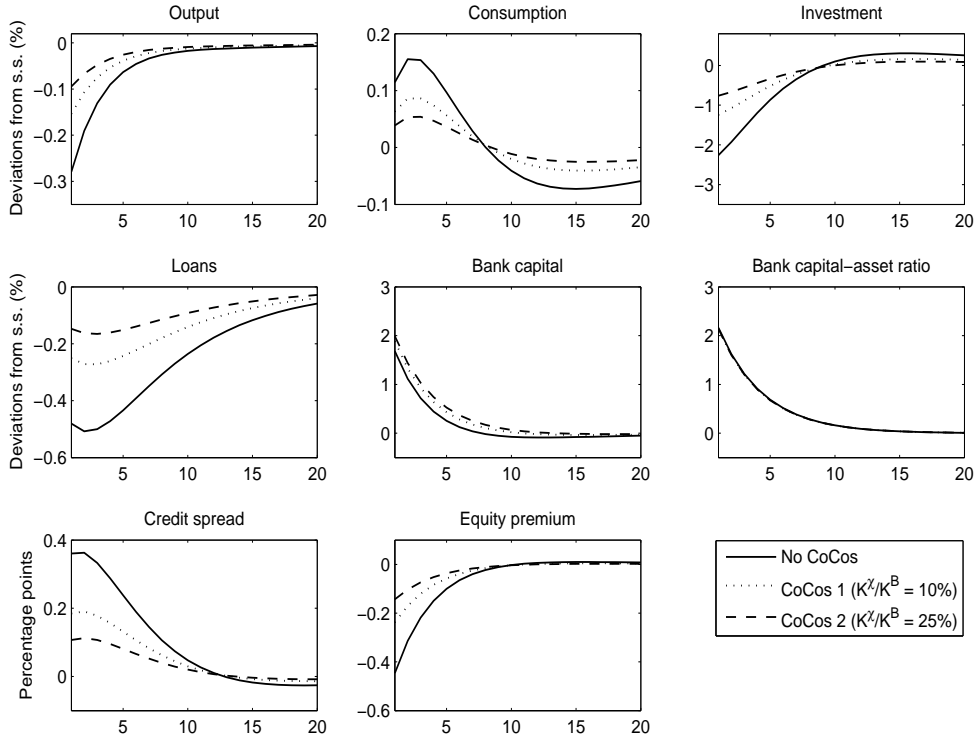 Output
Consumption
Investment
Deviations from s.s. (%)
0
−0.1
−0.2
−0.3
5 10 15 20
0.2
0.1
0
−0.1
5 10 15 20
0
−1
−2
−3
5 10 15 20
Loans
Bank capital
Bank capital−asset ratio
Deviations from s.s. (%)
0
−0.2
−0.4
−0.6
5 10 15 20
3
2
1
0
5 10 15 20
3
2
1
0
5 10 15 20
Credit spread
Equity premium
Percentage points
0.4
0.2
0
5 10 15 20
0
−0.2
−0.4
−0.6
5 10 15 20
No CoCos
CoCos 1 (K^χ/K^B = 10%)
CoCos 2 (K^χ/K^B = 25%)